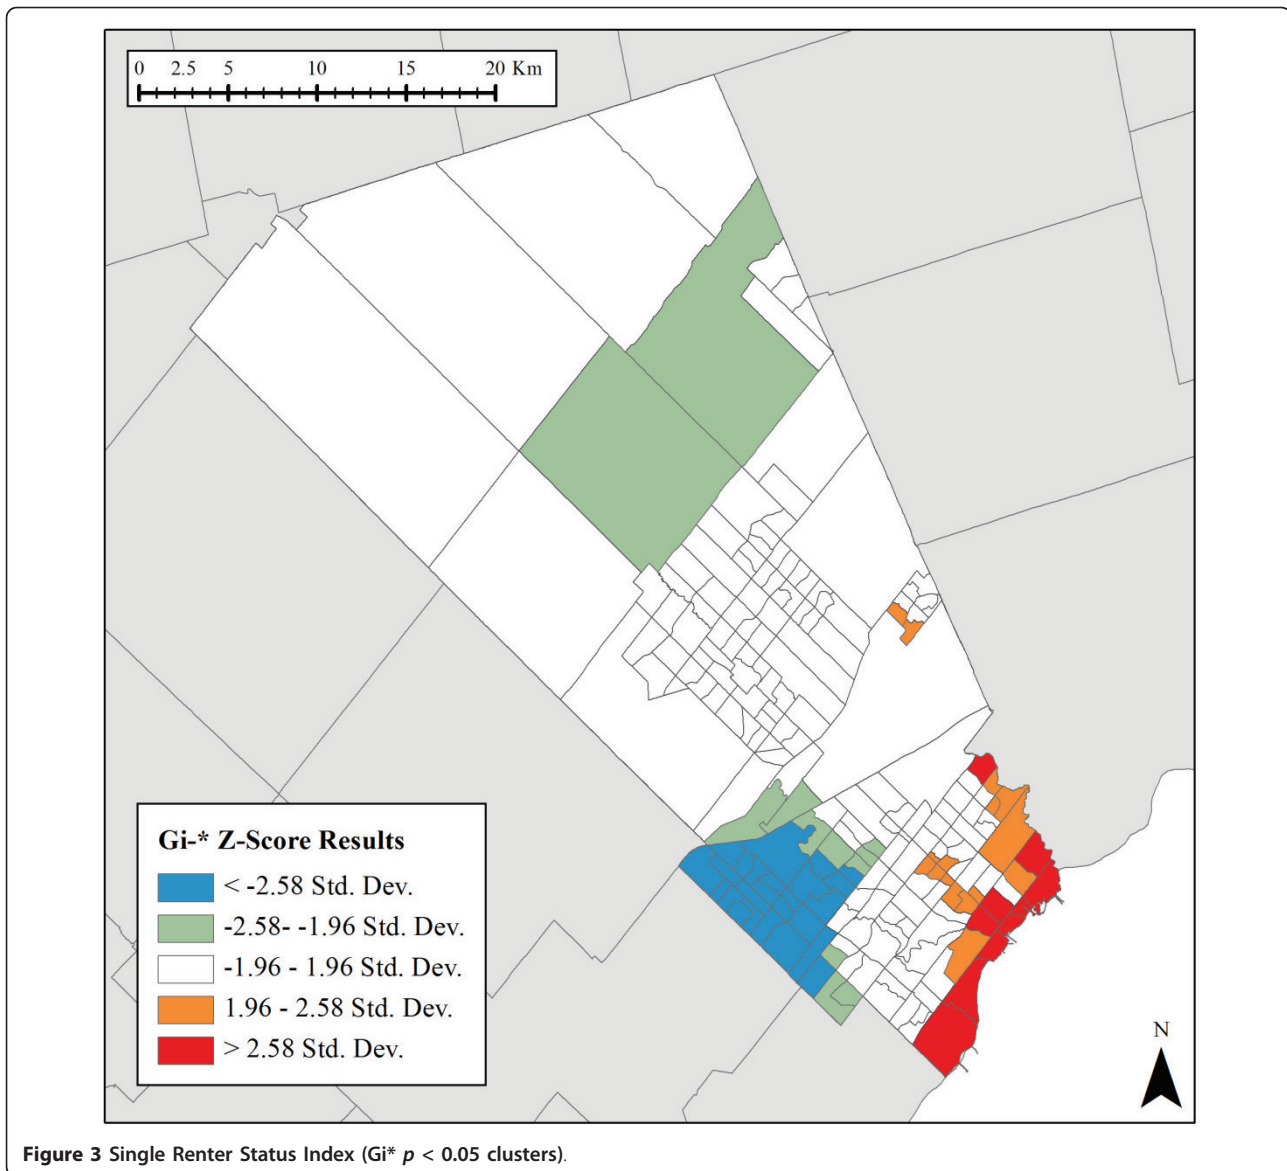 0 2.5 5 10 15 20 Km
Gi-* Z-Score Results
< -2.58 Std. Dev.
-2.58- -1.96 Std. Dev.
-1.96 - 1.96 Std. Dev.
1.96 - 2.58 Std. Dev.
> 2.58 Std. Dev.
N
Figure 3 Single Renter Status Index (Gi* p < 0.05 clusters).